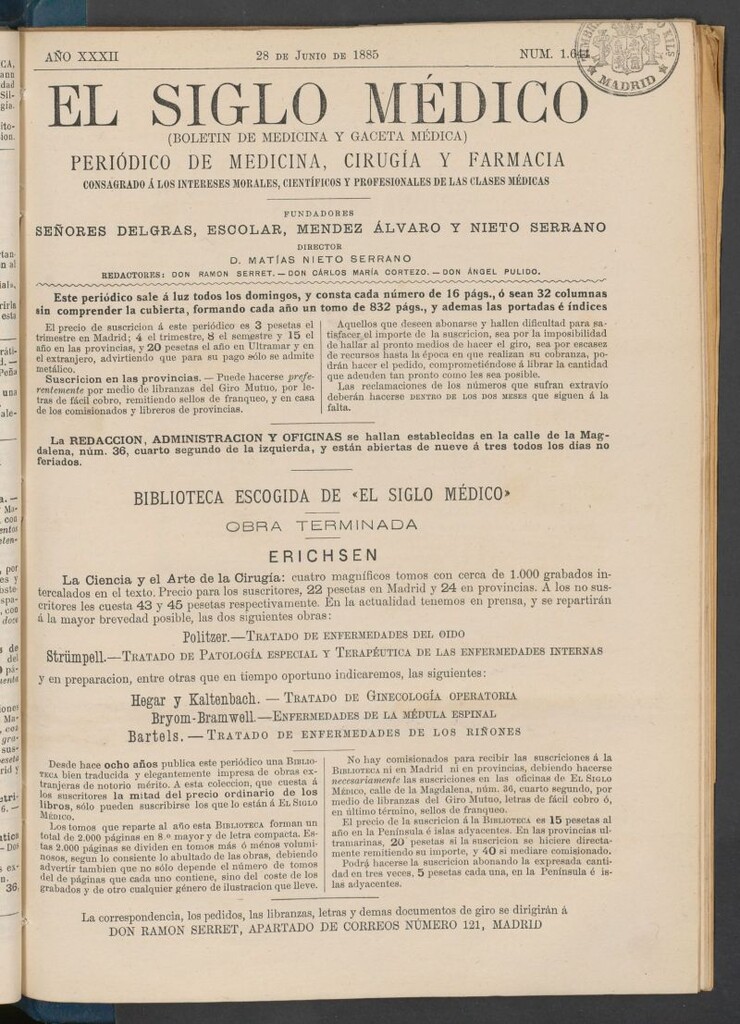 AÑO XXXII
28 DE JUNIO DE 1885
NUM. 1.644
MADRID
EL SIGLO MÉDICO
(BOLETIN DE MEDICINA Y GACETA MÉDICA)
PERIÓDICO DE MEDICINA, CIRUGÍA Y FARMACIA
CONSAGRADO Á LOS INTERESES MORALES, CIENTÍFICOS Y PROFESIONALES DE LAS CLASES MÉDICAS
FUNDADORES
SEÑORES DELGRAS, ESCOLAR, MENDEZ ÁLVARO Y NIETO SERRANO
DIRECTOR
D. MATÍAS NIETO SERRANO
REDACTORES: DON RAMON SERRET.—DON CÁRLOS MARÍA CORTEZO.—DON ÁNGEL PULIDO.
Este periódico sale á luz todos los domingos, y consta cada número de 16 págs., ó sean 32 columnas
sin comprender la cubierta, formando cada año un tomo de 832 págs., y ademas las portadas é índices
El precio de suscricion á este periódico es 3 pesetas el
trimestre en Madrid; 4 el trimestre, 8 el semestre y 15 el
año en las provincias, y 20 pesetas el año en Ultramar y en
el extranjero, advirtiendo que para su pago sólo se admite
metálico.
Suscricion en las provincias. — Puede hacerse prefe-
rentemente por medio de libranzas del Giro Mutuo, por le-
tras de fácil cobro, remitiendo sellos de franqueo, y en casa
de los comisionados y libreros de provincias.
Aquellos que deseen abonarse y hallen dificultad para sa-
tisfacer el importe de la suscricion, sea por la imposibilidad
de hallar al pronto medios de hacer el giro, sea por escasez
de recursos hasta la época en que realizan su cobranza, po-
drán hacer el pedido, comprometiéndose á librar la cantidad
que adeuden tan pronto como les sea posible.
Las reclamaciones de los números que sufran extravío
deberán hacerse DENTRO DE LOS DOS MESES que siguen á la
falta.
La REDACCION, ADMINISTRACION Y OFICINAS se hallan establecidas en la calle de la Mag-
dalena, núm. 36, cuarto segundo de la izquierda, y están abiertas de nueve á tres todos los dias no
feriados.
BIBLIOTECA ESCOGIDA DE «EL SIGLO MÉDICO»
OBRA TERMINADA
ERICHSEN
La Ciencia y el Arte de la Cirugía: cuatro magníficos tomos con cerca de 1.000 grabados in-
tercalados en el texto. Precio para los suscritores, 22 pesetas en Madrid y 24 en provincias. Á los no sus-
critores les cuesta 43 y 45 pesetas respectivamente. En la actualidad tenemos en prensa, y se repartirán
á la mayor brevedad posible, las dos siguientes obras:
Politzer.—TRATADO DE ENFERMEDADES DEL OIDO
Strümpell.—TRATADO DE PATOLOGÍA ESPECIAL Y TERAPÉUTICA DE LAS ENFERMEDADES INTERNAS
y en preparacion, entre otras que en tiempo oportuno indicaremos, las siguientes:
Hegar y Kaltenbach. — TRATADO DE GINECOLOGÍA OPERATORIA
Bryom-Bramwell.—ENFERMEDADES DE LA MÉDULA ESPINAL
Bartels. — TRATADO DE ENFERMEDADES DE LOS RIÑONES
Desde hace ocho años publica este periódico una BIBLIO-
TECA bien traducida y elegantemente impresa de obras ex-
tranjeras de notorio mérito. Á esta coleccion, que cuesta á
los suscritores la mitad del precio ordinario de los
libros, sólo pueden suscribirse los que lo están á EL SIGLO
MÉDICO.
Los tomos que reparte al año esta BIBLIOTECA forman un
total de 2.000 páginas en 8.º mayor y de letra compacta. Es-
tas 2.000 páginas se dividen en tomos más ó ménos volumi-
nosos, segun lo consiente lo abultado de las obras, debiendo
advertir tambien que no sólo depende el número de tomos
del de páginas que cada uno contiene, sino del coste de los
grabados y de otro cualquier género de ilustracion que lleve.
No hay comisionados para recibir las suscriciones á la
BIBLIOTECA ni en Madrid ni en provincias, debiendo hacerse
necesariamente las suscriciones en las oficinas de EL SIGLO
MÉDICO, calle de la Magdalena, núm. 36, cuarto segundo, por
medio de libranzas del Giro Mutuo, letras de fácil cobro ó,
en último término, sellos de franqueo.
El precio de la suscricion á la BIBLIOTECA es 15 pesetas al
año en la Península é islas adyacentes. En las provincias ul-
tramarinas, 20 pesetas si la suscricion se hiciere directa-
mente remitiendo su importe, y 40 si mediare comisionado.
Podrá hacerse la suscricion abonando la expresada canti-
dad en tres veces, 5 pesetas cada una, en la Península é is-
las adyacentes.
La correspondencia, los pedidos, las libranzas, letras y demas documentos de giro se dirigirán á
DON RAMON SERRET, APARTADO DE CORREOS NÚMERO 121, MADRID